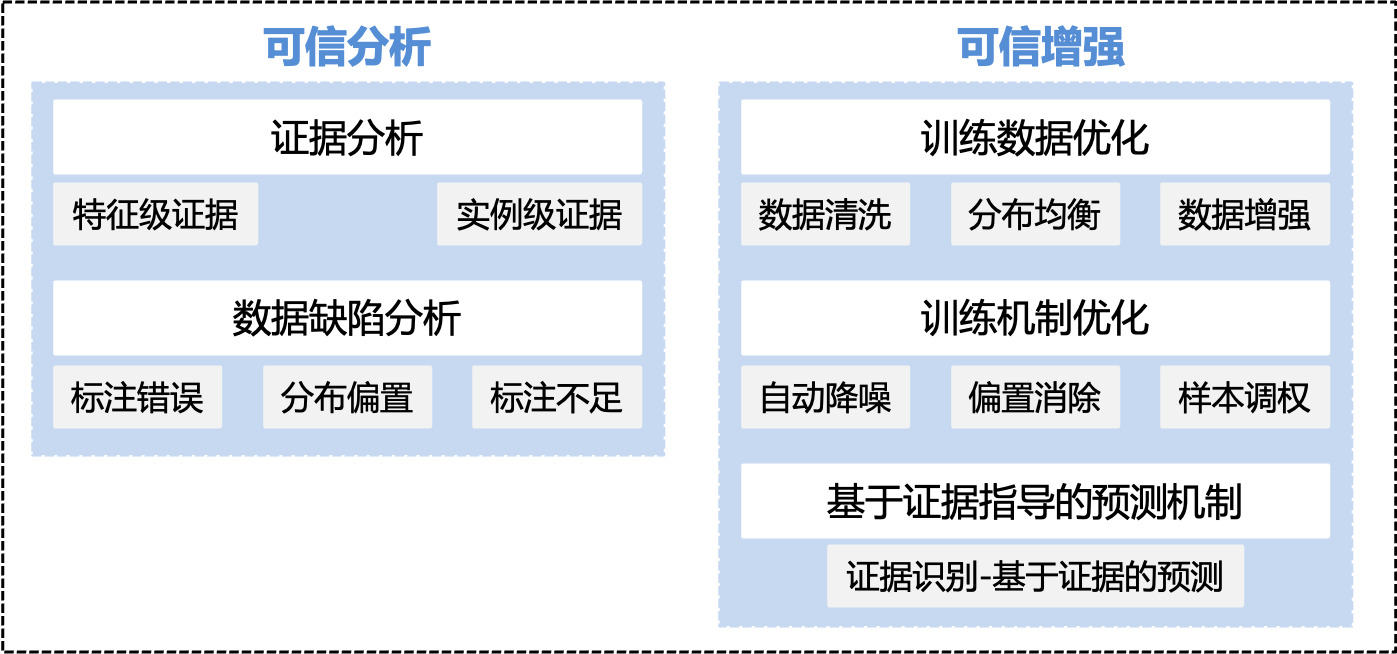 可信分析
证据分析
特征级证据
实例级证据
数据缺陷分析
标注错误
分布偏置
标注不足
可信增强
训练数据优化
数据清洗
分布均衡
数据增强
训练机制优化
自动降噪
偏置消除
样本调权
基于证据指导的预测机制
证据识别-基于证据的预测